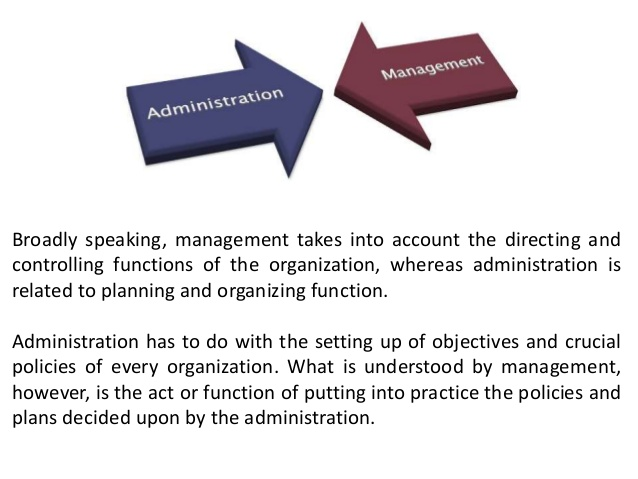 Administration
Management
Broadly speaking, management takes into account the directing and
controlling functions of the organization, whereas administration is
related to planning and organizing function.
Administration has to do with the setting up of objectives and crucial
policies of every organization. What is understood by management,
however, is the act or function of putting into practice the policies and
plans decided upon by the administration.